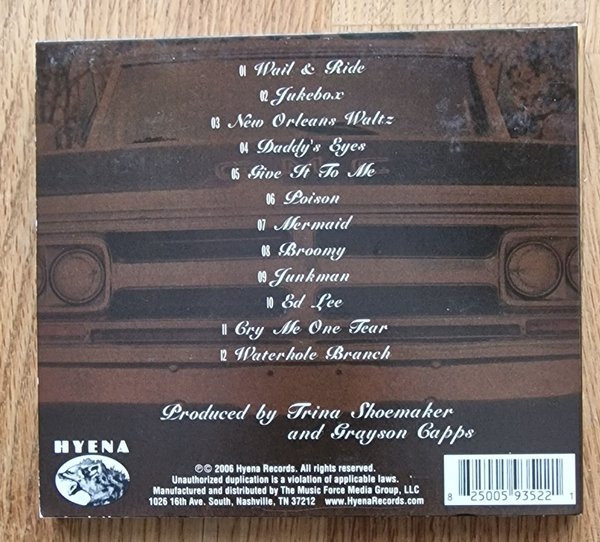 01 Wail & Ride
02 Jukebox
03 New Orleans Waltz
04 Daddy's Eyes
05 Give It To Me
06 Poison
07 Mermaid
08 Broomy
09 Junkman
10 Ed Lee
11 Cry Me One Tear
12 Waterhole Branch
Produced by Trina Shoemaker
and Grayson Capps
HYENA
℗© 2006 Hyena Records. All rights reserved.
Unauthorized duplication is a violation of applicable laws.
Manufactured and distributed by The Music Force Media Group, LLC
1026 16th Ave. South, Nashville, TN 37212 www.HyenaRecords.com
8 25005 93522 1